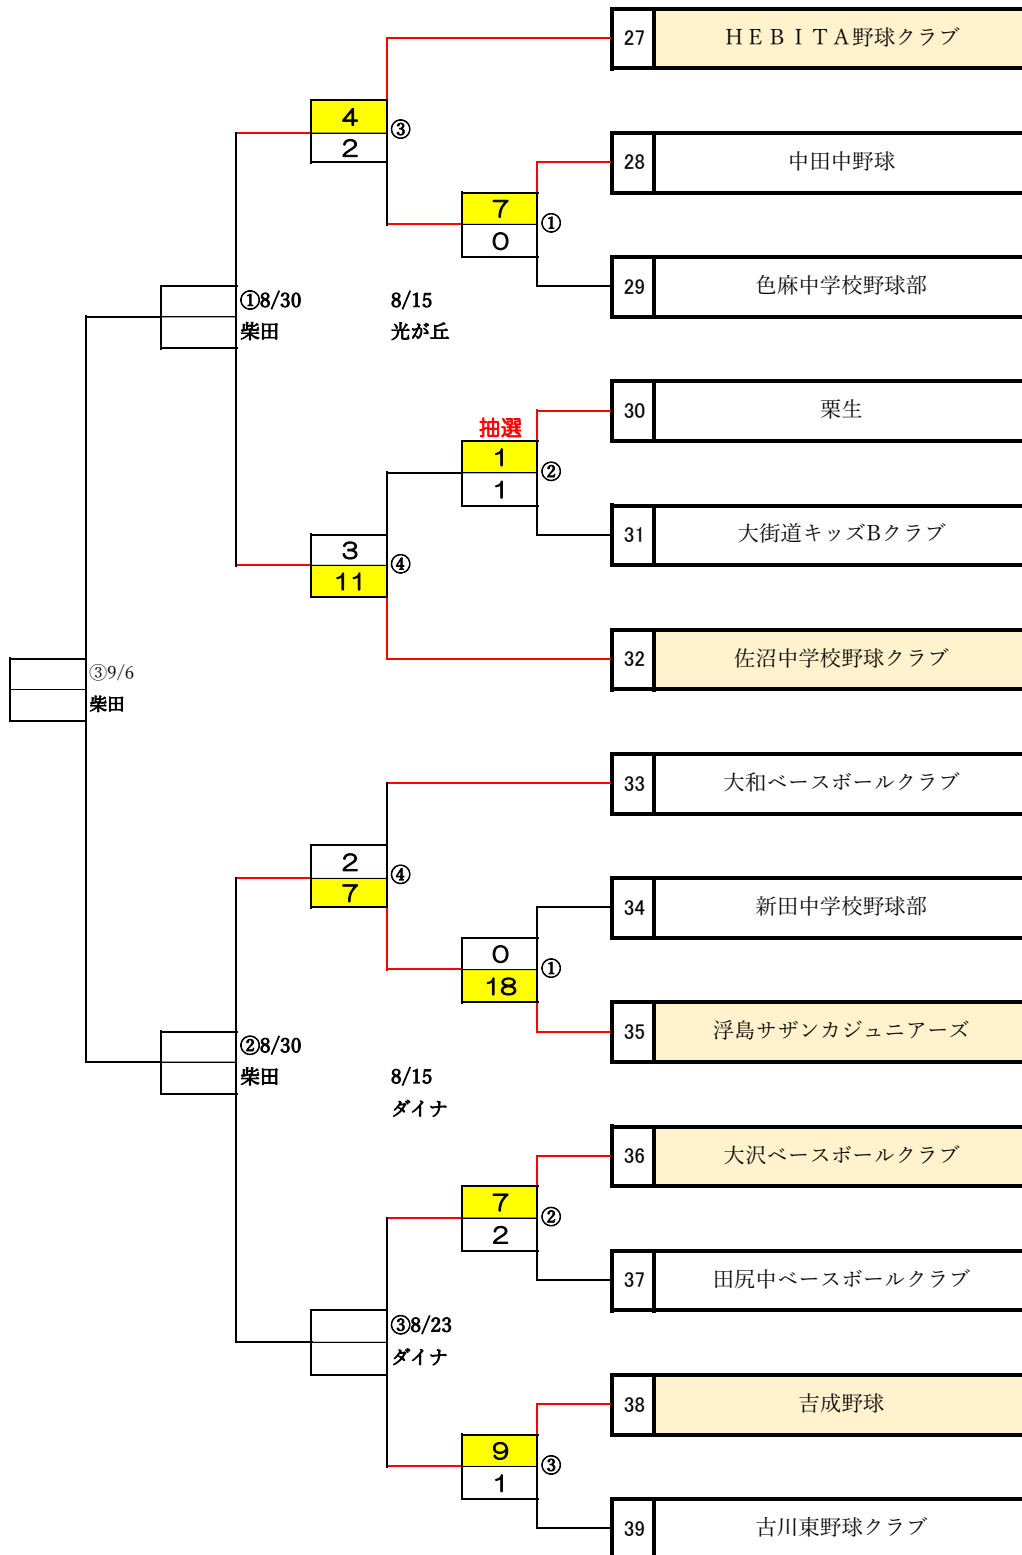 27 ＨＥＢＩＴＡ野球クラブ
4
③
2
28 中田中野球
7
①
0
29 色麻中学校野球部
①8/30
柴田
8/15
光が丘
30 栗生
抽選
1
②
1
31 大街道キッズBクラブ
3
④
11
32 佐沼中学校野球クラブ
③9/6
柴田
33 大和ベースボールクラブ
2
④
7
34 新田中学校野球部
0
①
18
35 浮島サザンカジュニアーズ
②8/30
柴田
8/15
ダイナ
36 大沢ベースボールクラブ
7
②
2
37 田尻中ベースボールクラブ
③8/23
ダイナ
38 吉成野球
9
③
1
39 古川東野球クラブ